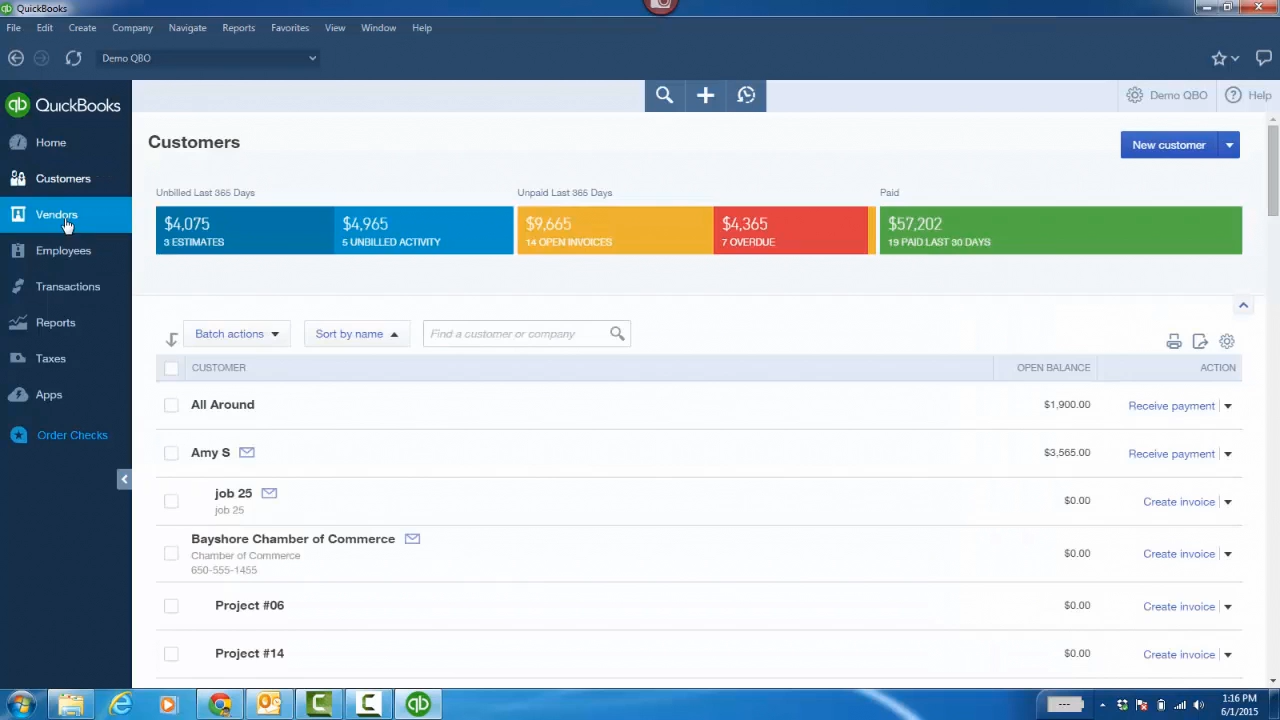 QuickBooks
File Edit Create Company Navigate Reports Favorites View Window Help
Demo QBO
QuickBooks
Demo QBO
Help
Home
Customers
Vendors
Employees
Transactions
Reports
Taxes
Apps
Order Checks
Customers
New customer
Unbilled Last 365 Days
Unpaid Last 365 Days
Paid
$4,075
3 ESTIMATES
$4,965
5 UNBILLED ACTIVITY
$9,665
14 OPEN INVOICES
$4,365
7 OVERDUE
$57,202
19 PAID LAST 30 DAYS
Batch actions
Sort by name
Find a customer or company
CUSTOMER OPEN BALANCE ACTION
All Around $1,900.00 Receive payment
Amy S $3,565.00 Receive payment
job 25 $0.00 Create invoice
job 25
Bayshore Chamber of Commerce $0.00 Create invoice
Chamber of Commerce
650-555-1455
Project #06 $0.00 Create invoice
Project #14 $0.00 Create invoice
1:16 PM
6/1/2015